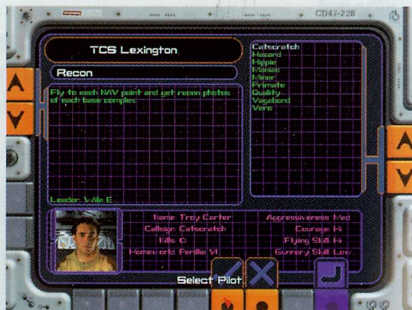 CD47-228
TCS Lexington
Recon
Fly to each NAV point and get recon photos
of each base complex.
Leader: Wile E
Catscratch
Hazard
Hippie
Maniac
Miner
Primate
Quality
Vagabond
Vero
Name Troy Carter
Callsign Catscratch
Kills 0
Homeworld Perilia VI
Aggressiveness Med
Courage Hi
Flying Skill Hi
Gunnery Skill Low
Select Pilot